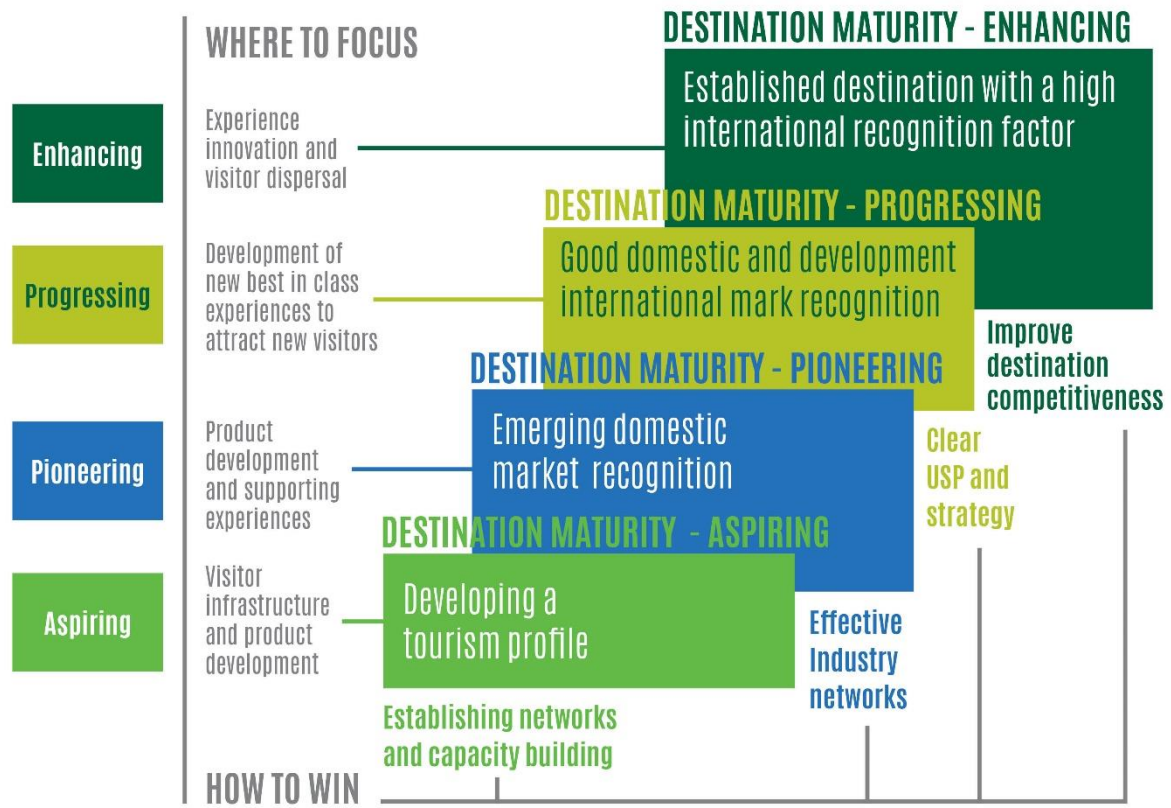 WHERE TO FOCUS
DESTINATION MATURITY - ENHANCING
Enhancing
Experience
innovation and
visitor dispersal
Established destination with a high
international recognition factor
DESTINATION MATURITY - PROGRESSING
Progressing
Development of
new best in class
experiences to
attract new visitors
Good domestic and development
international mark recognition
Improve
destination
competitiveness
DESTINATION MATURITY - PIONEERING
Pioneering
Product
development
and supporting
experiences
Emerging domestic
market recognition
Clear
USP and
strategy
DESTINATION MATURITY - ASPIRING
Aspiring
Visitor
infrastructure
and product
development
Developing a
tourism profile
Effective
Industry
networks
Establishing networks
and capacity building
HOW TO WIN